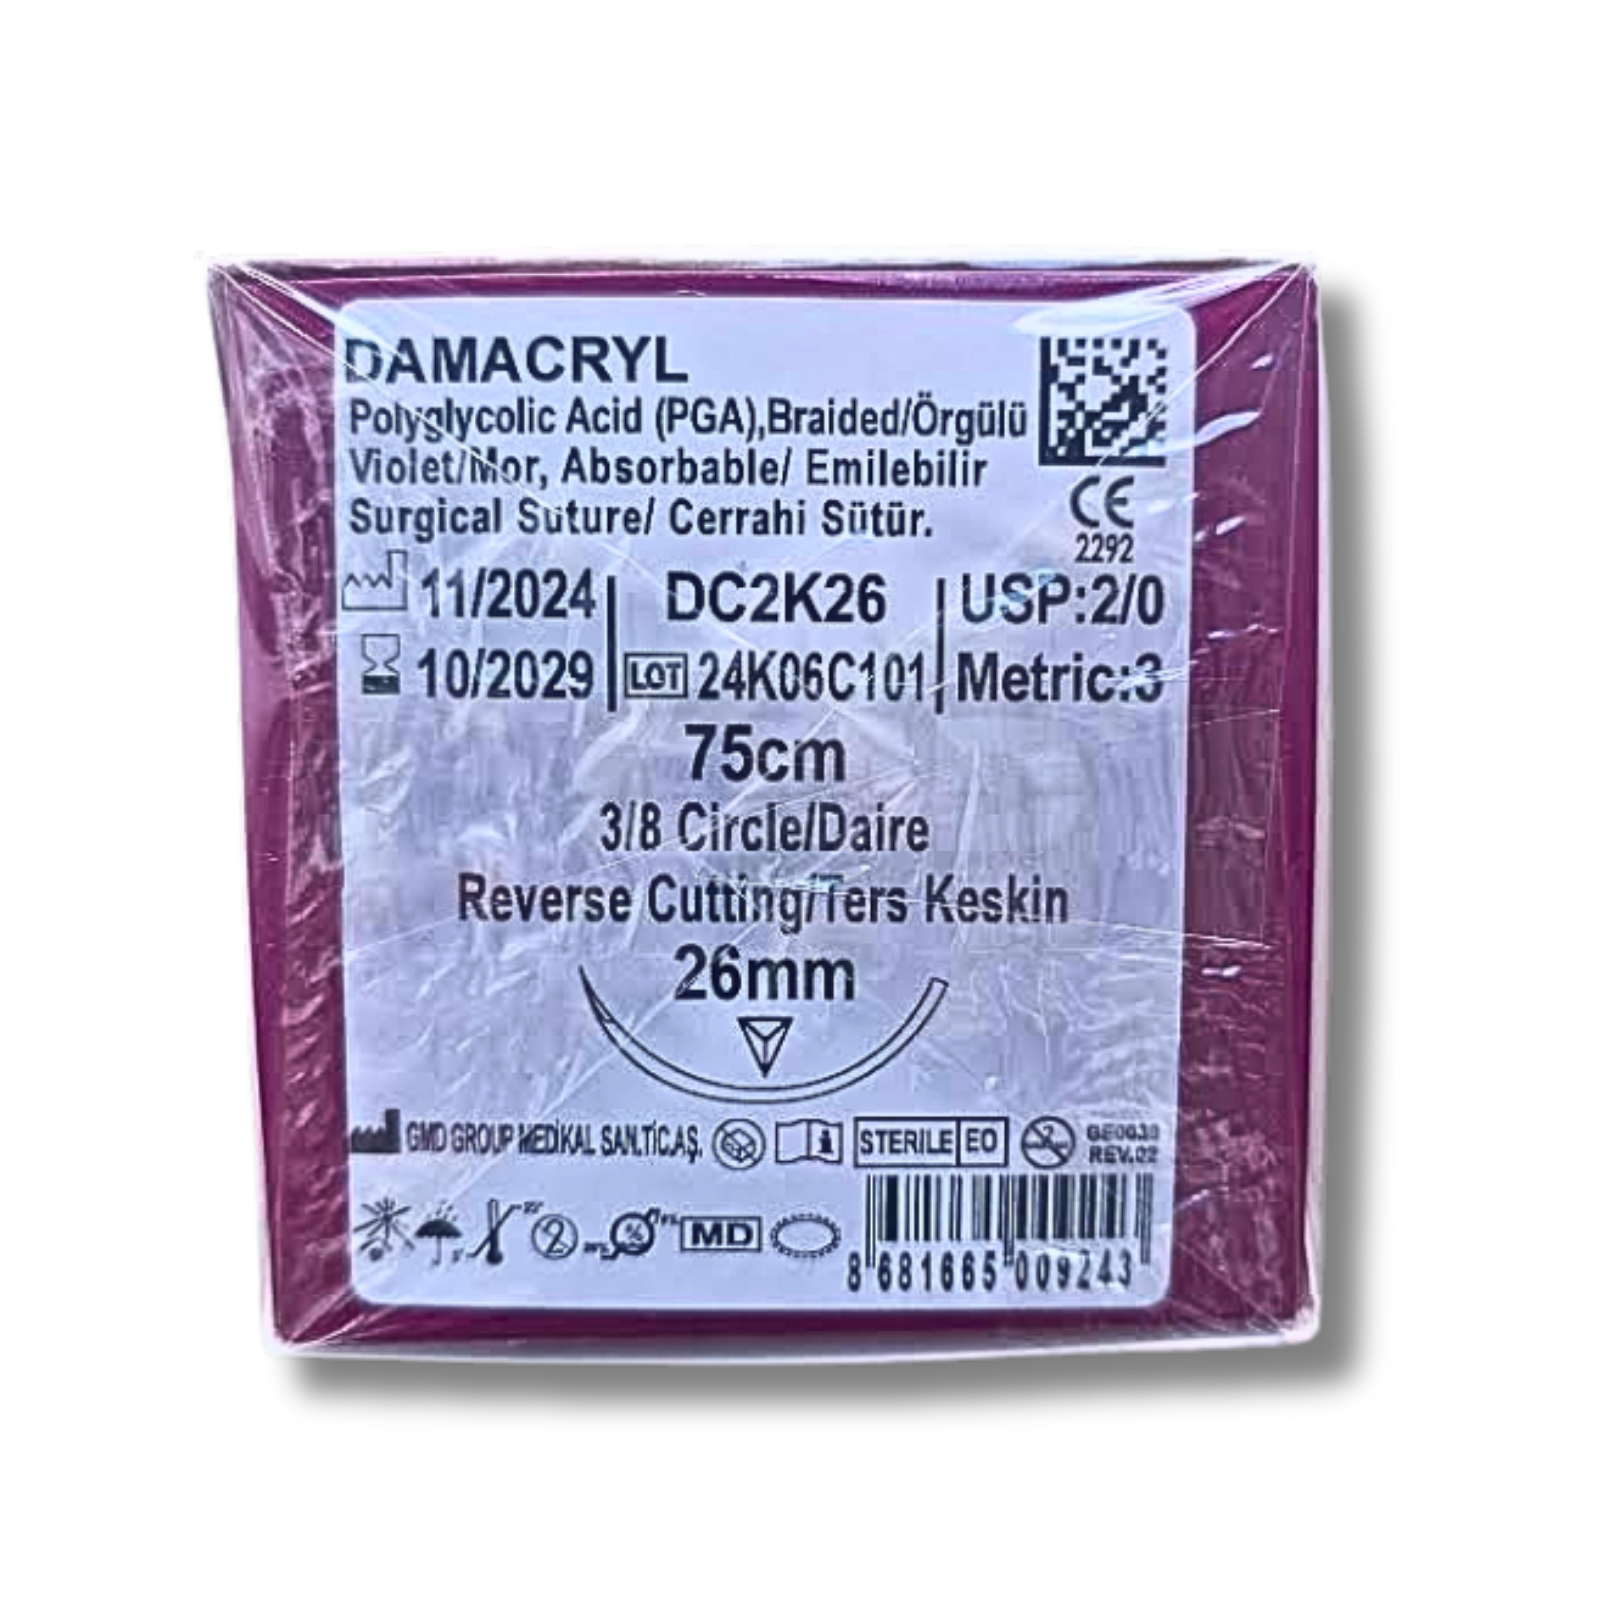 DAMACRYL
Polyglycolic Acid (PGA),Braided/Örgülü
Violet/Mor, Absorbable/ Emilebilir
Surgical Suture/ Cerrahi Sütür.
CE
2292
11/2024 DC2K26 USP:2/0
10/2029 LOT 24K06C101 Metric:3
75cm
3/8 Circle/Daire
Reverse Cutting/Ters Keskin
26mm
GMD GROUP MEDİKAL SAN.TİC.AŞ. STERILE EO
REV.02
2 % MD
8 681665 009243